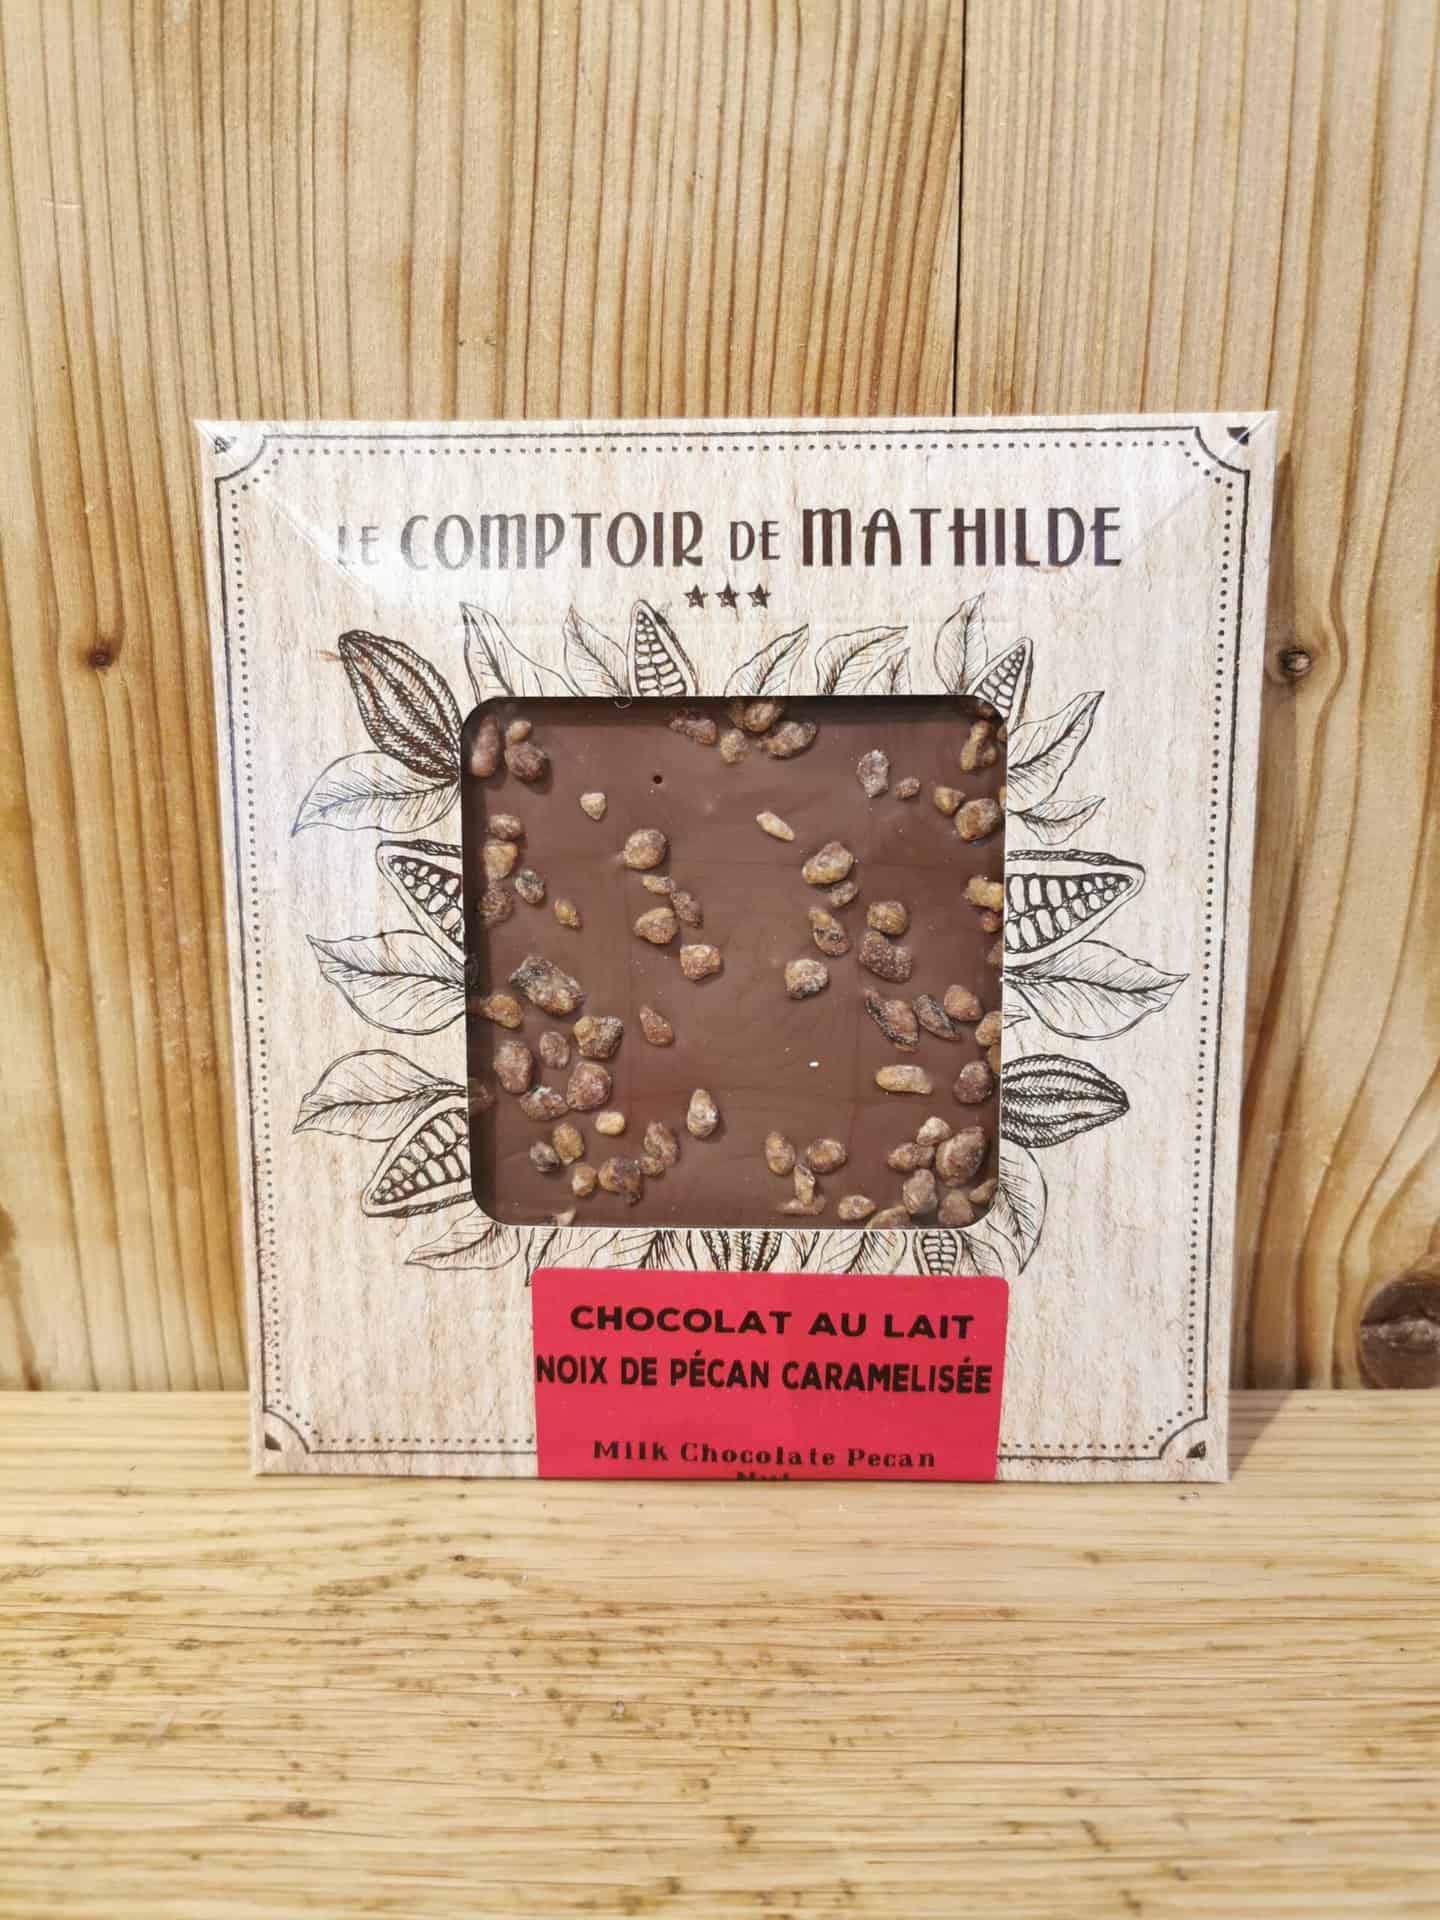 LE COMPTOIR DE MATHILDE
CHOCOLAT AU LAIT
NOIX DE PÉCAN CARAMELISÉE
Milk Chocolate Pecan